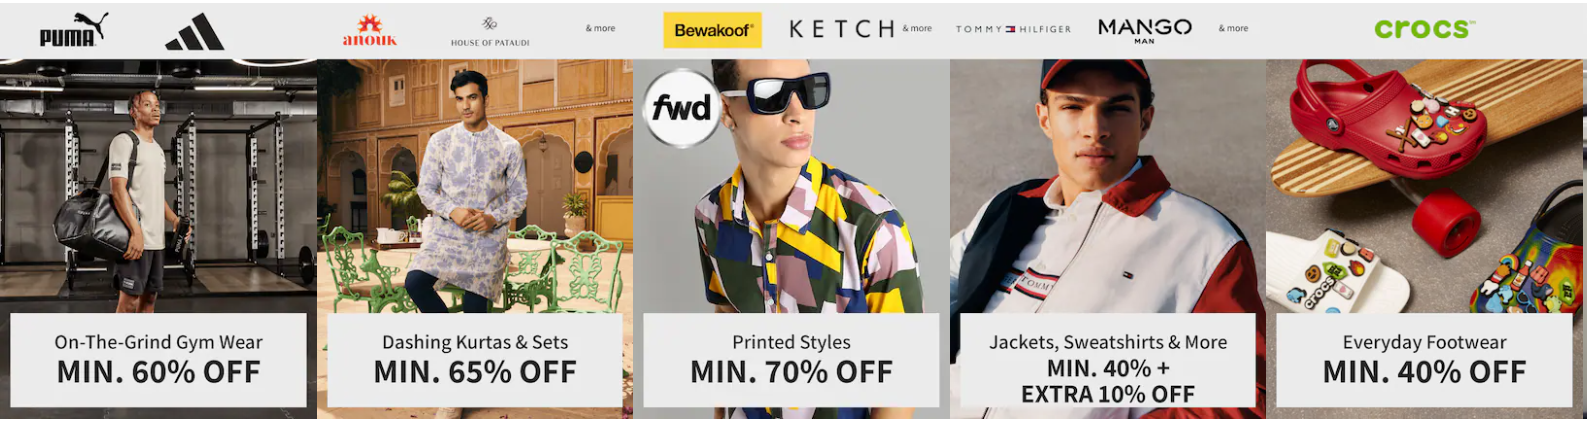 PUMA
anouk
HOUSE OF PATAUDI
& more
Bewakoof®
KETCH
& more
TOMMY HILFIGER
MANGO
MAN
& more
crocs™
fwd
TOMMY
crocs
On-The-Grind Gym Wear
MIN. 60% OFF
Dashing Kurtas & Sets
MIN. 65% OFF
Printed Styles
MIN. 70% OFF
Jackets, Sweatshirts & More
MIN. 40% +
EXTRA 10% OFF
Everyday Footwear
MIN. 40% OFF